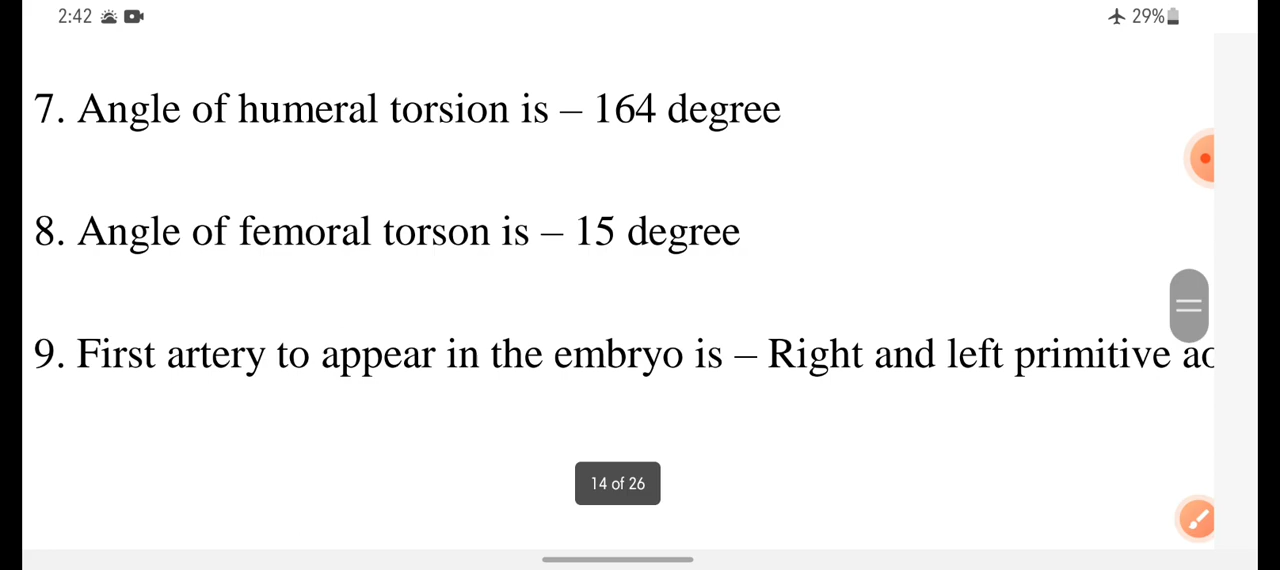 2:42
29%
7. Angle of humeral torsion is – 164 degree
8. Angle of femoral torson is – 15 degree
9. First artery to appear in the embryo is – Right and left primitive
14 of 26